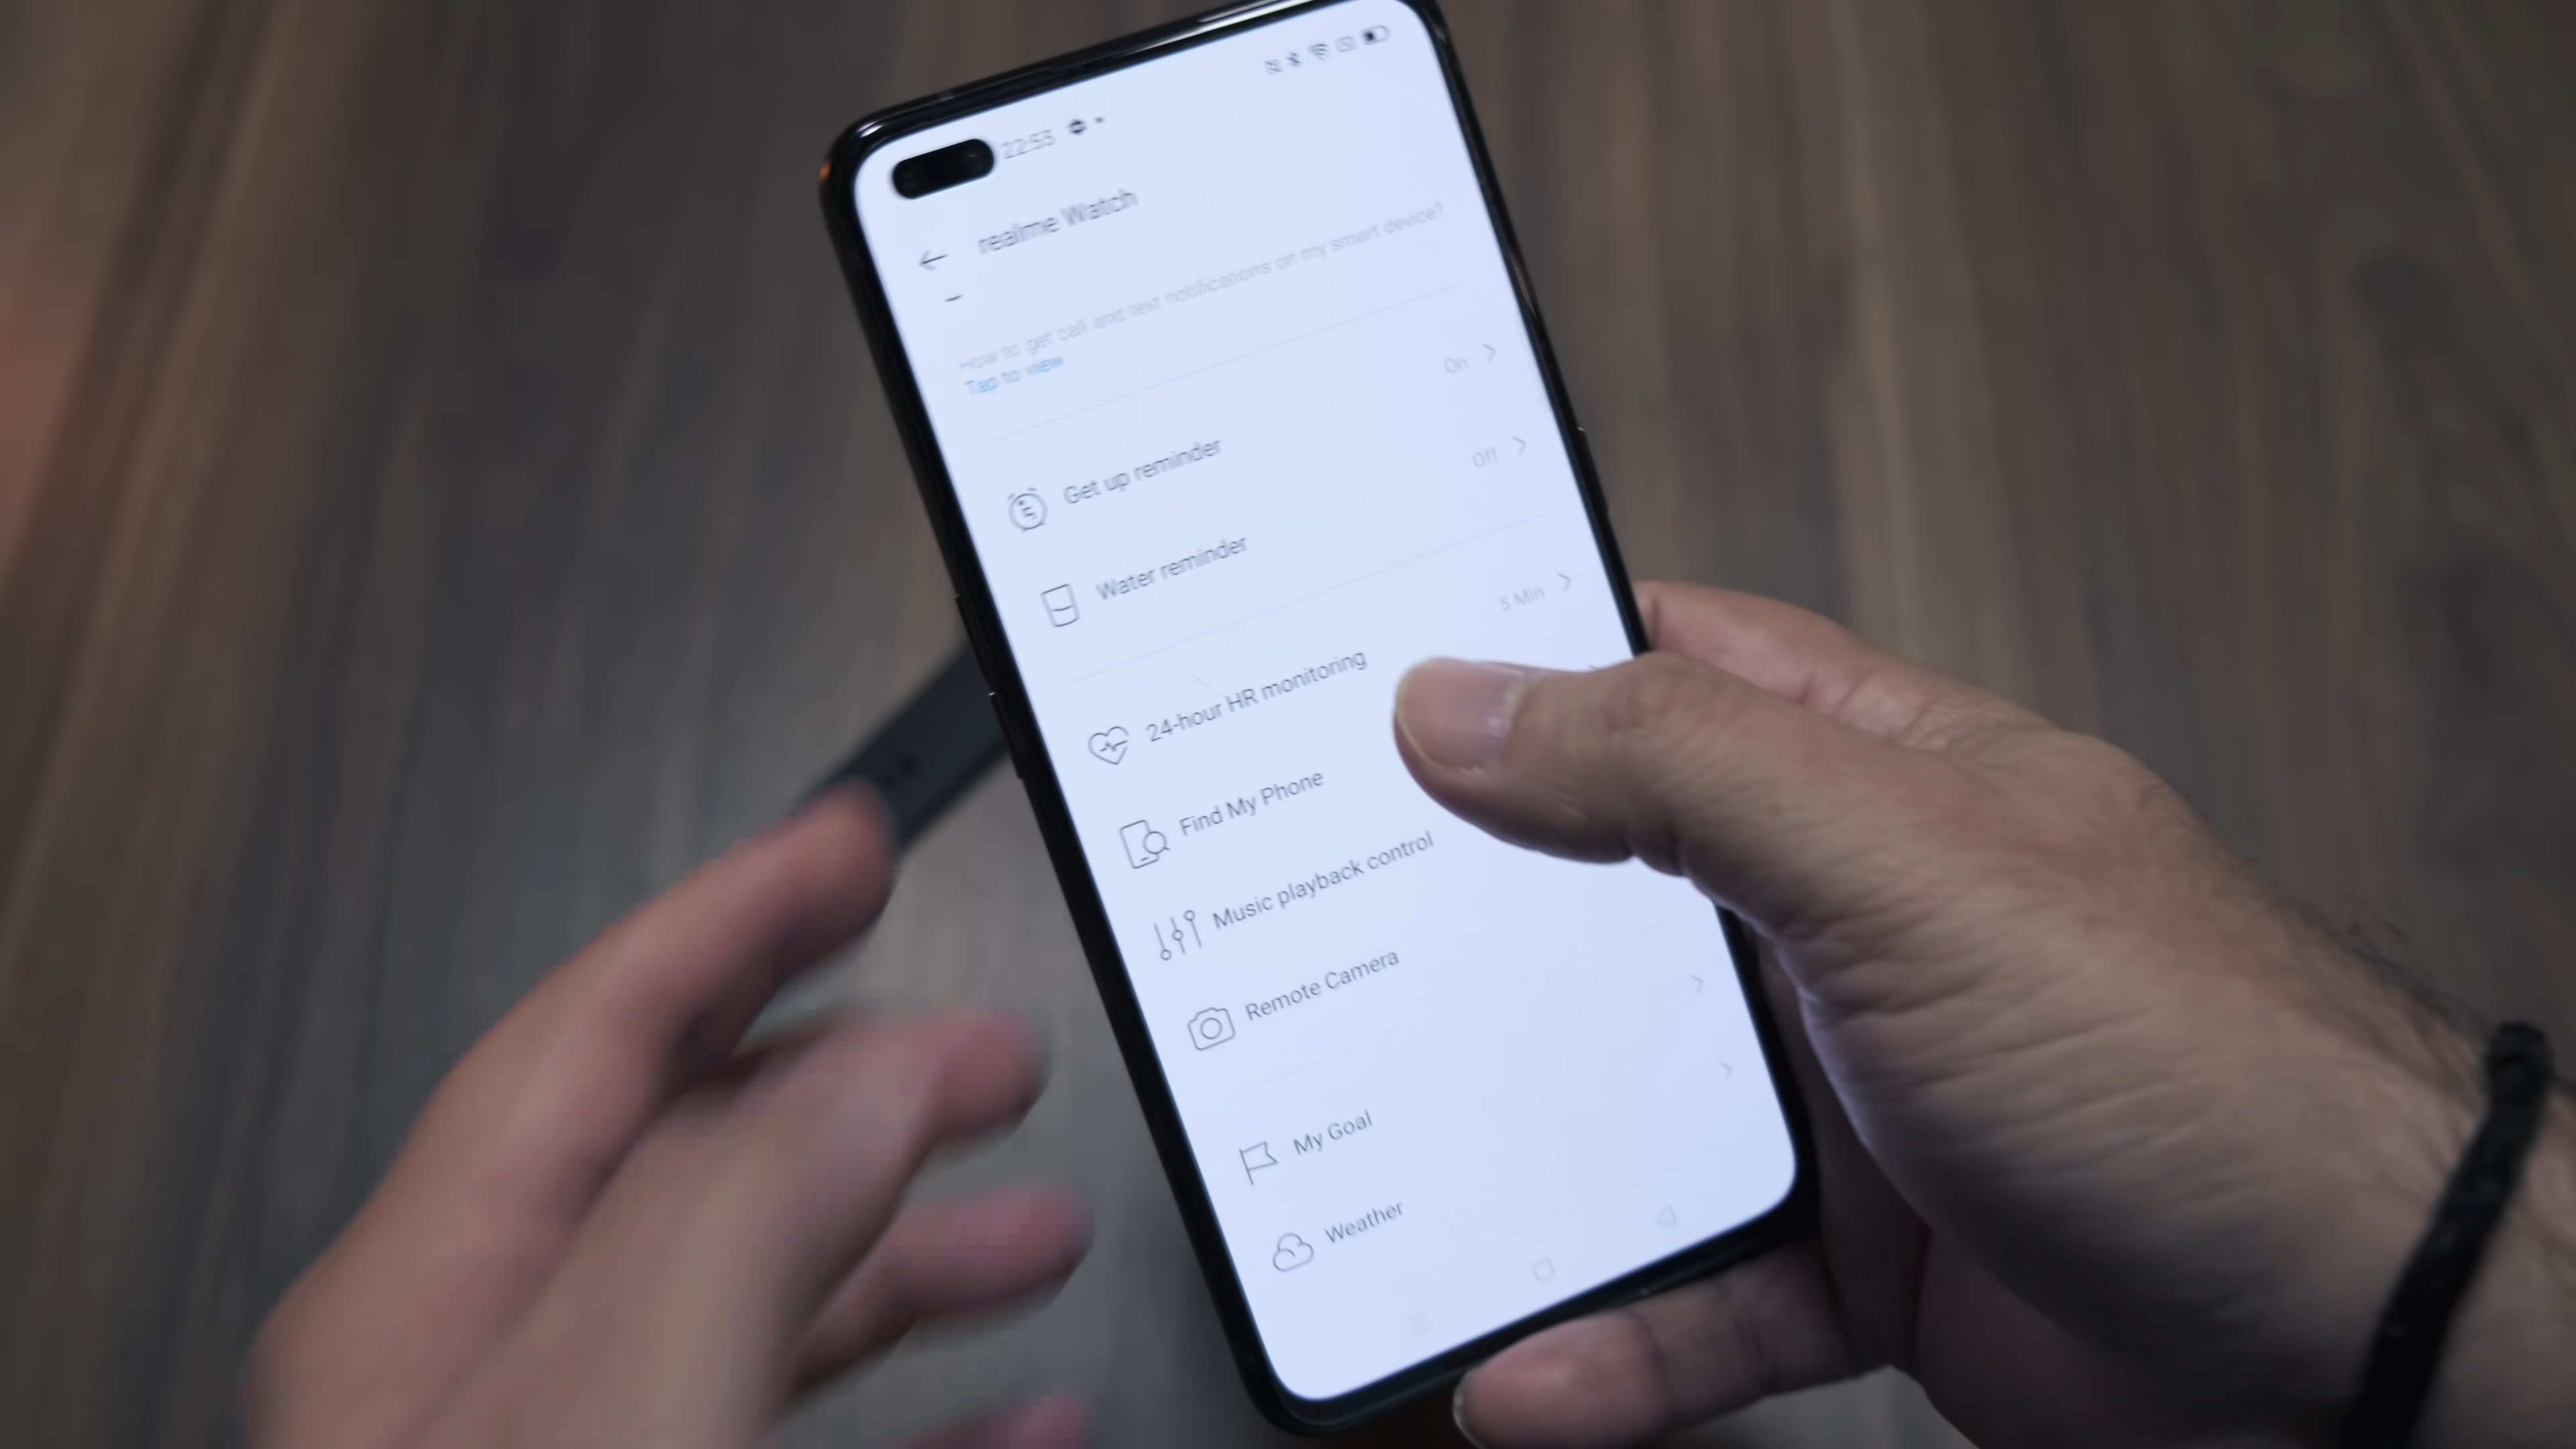 22:53
realme Watch
How to get call and text notifications on my smart device?
Tap to view
Get up reminder On
Water reminder Off
24-hour HR monitoring 5 Min
Find My Phone
Music playback control
Remote Camera
My Goal
Weather